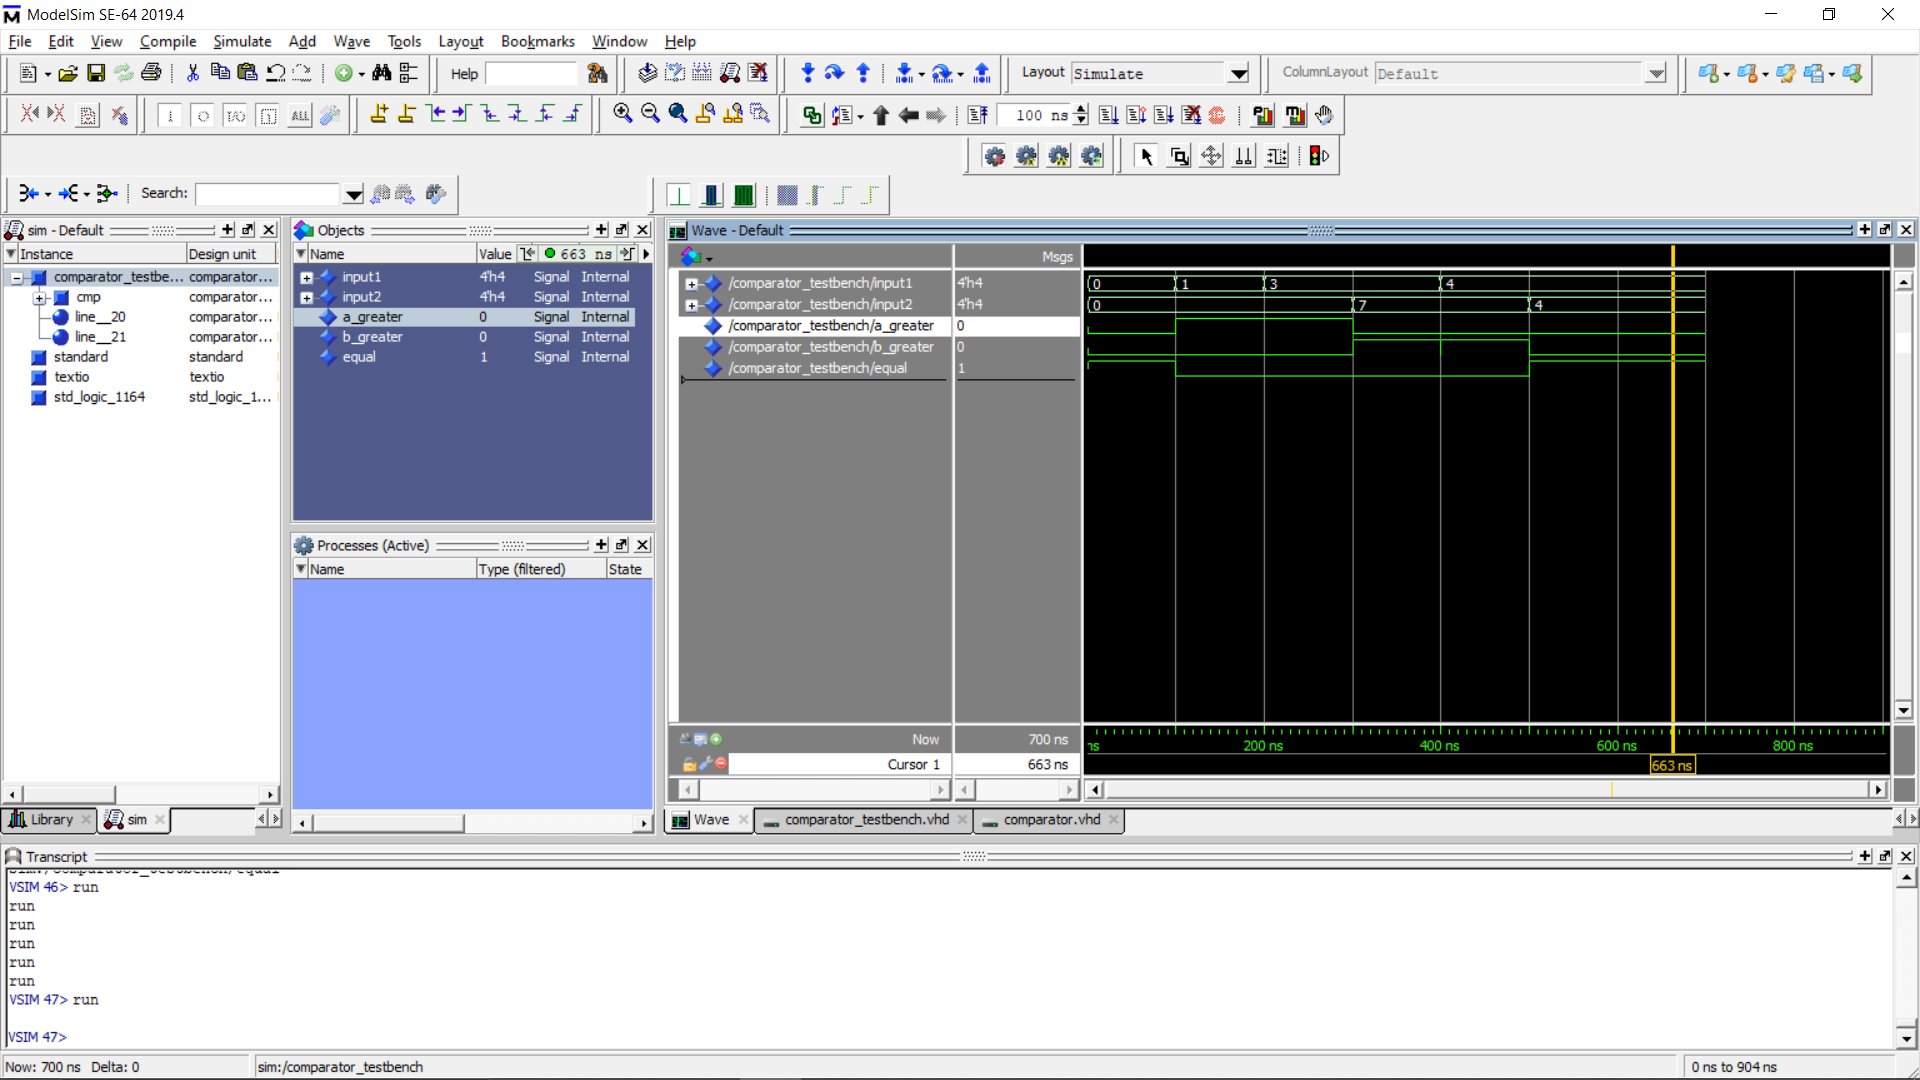 ModelSim SE-64 2019.4
File Edit View Compile Simulate Add Wave Tools Layout Bookmarks Window Help
Help
Layout Simulate
ColumnLayout Default
I O I/O ALL
100 ns
Search:
sim - Default
Instance Design unit
comparator_testbe... comparator...
cmp comparator...
line__20 comparator...
line__21 comparator...
standard standard
textio textio
std_logic_1164 std_logic_1...
Library sim
Objects
Name Value 663 ns
input1 4'h4 Signal Internal
input2 4'h4 Signal Internal
a_greater 0 Signal Internal
b_greater 0 Signal Internal
equal 1 Signal Internal
Processes (Active)
Name Type (filtered) State
Wave - Default
Msgs
/comparator_testbench/input1 4'h4 0 1 3 4
/comparator_testbench/input2 4'h4 0 7 4
/comparator_testbench/a_greater 0
/comparator_testbench/b_greater 0
/comparator_testbench/equal 1
Now 700 ns ns 200 ns 400 ns 600 ns 800 ns
Cursor 1 663 ns 663 ns
Wave comparator_testbench.vhd comparator.vhd
Transcript
sim:/comparator_testbench/equal
VSIM 46> run
run
run
run
run
run
VSIM 47> run
VSIM 47>
Now: 700 ns Delta: 0 sim:/comparator_testbench 0 ns to 904 ns